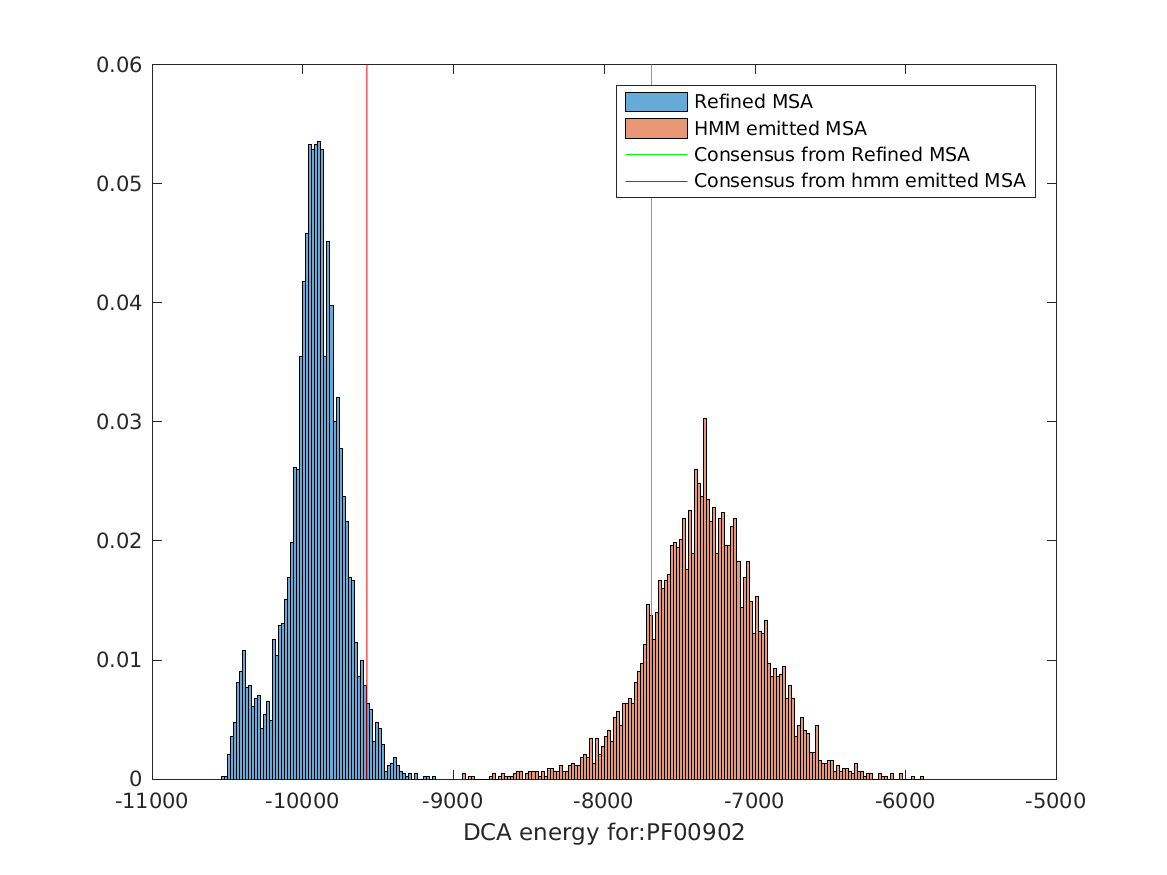 0.06
0.05
0.04
0.03
0.02
0.01
0
Refined MSA
HMM emitted MSA
Consensus from Refined MSA
Consensus from hmm emitted MSA
-11000 -10000 -9000 -8000 -7000 -6000 -5000
DCA energy for:PF00902